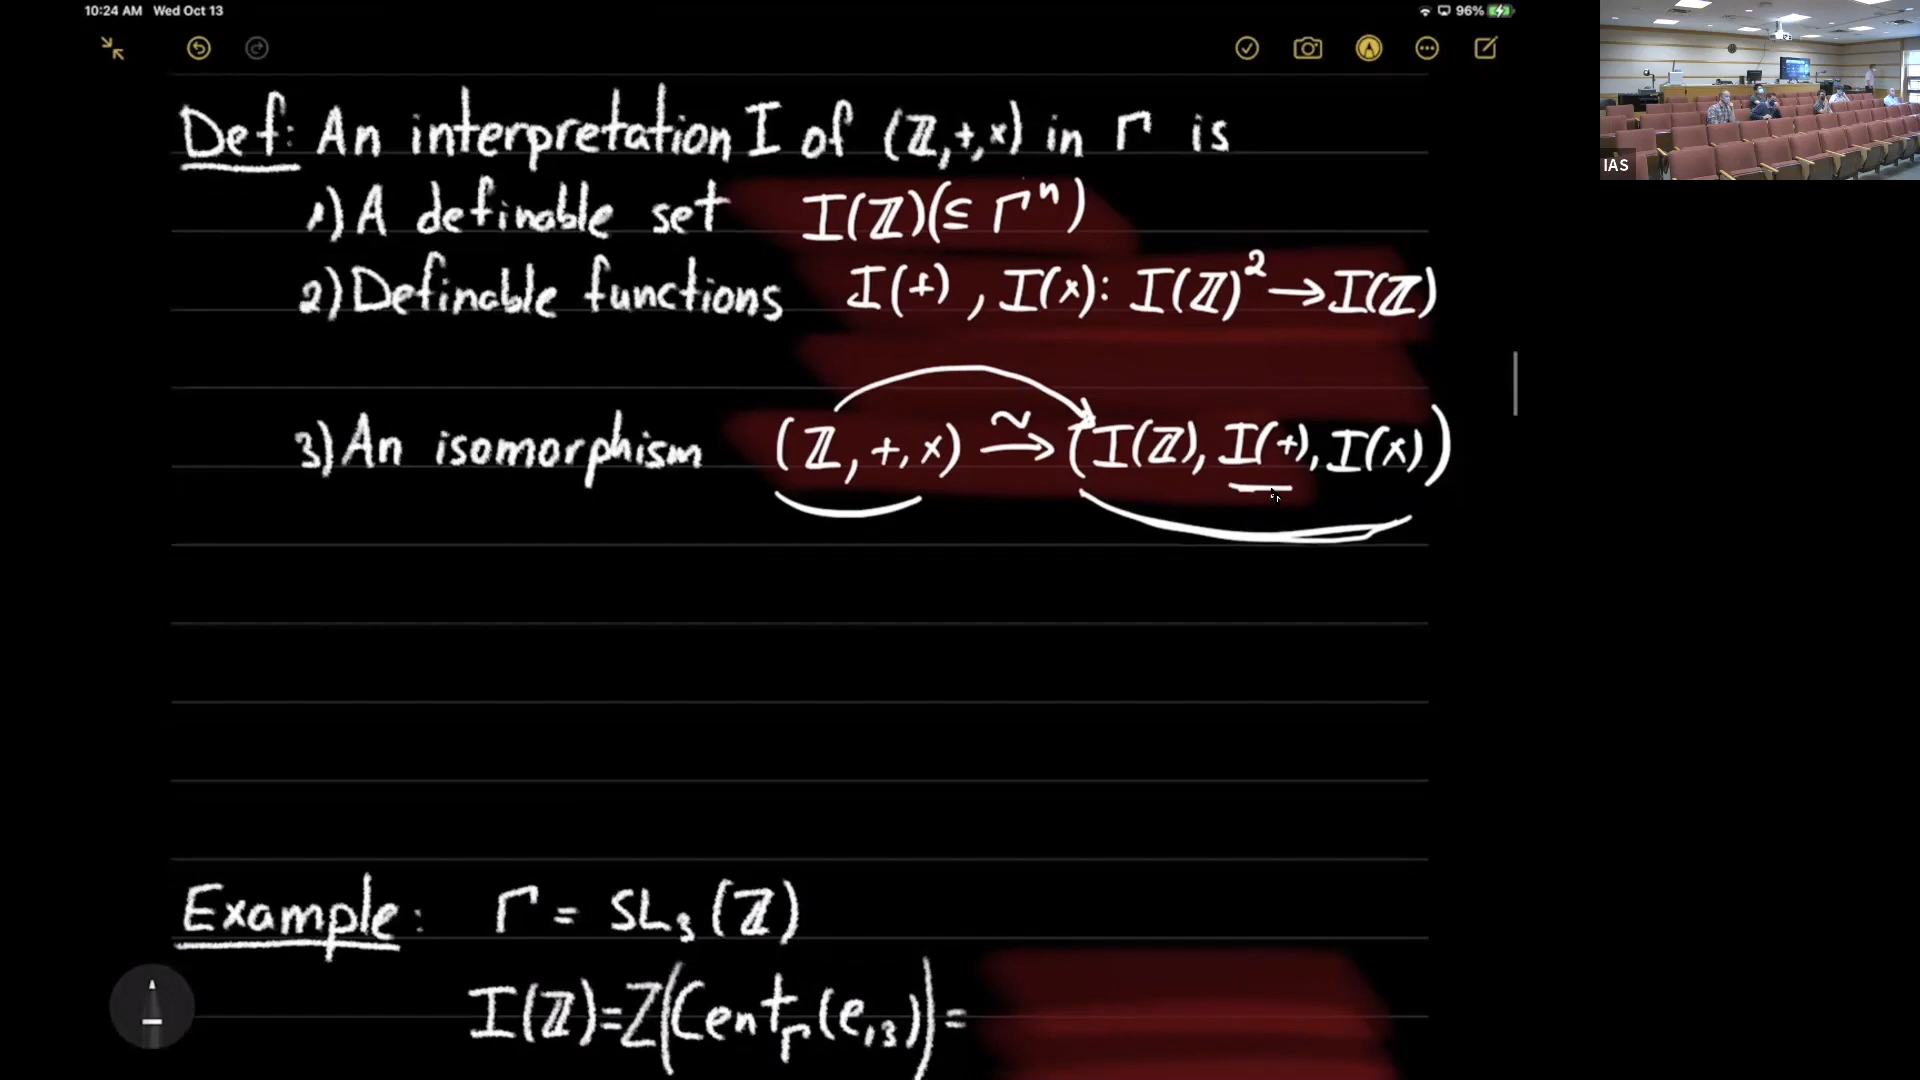 10:24 AM Wed Oct 13
96%
Def: An interpretation I of (ℤ,+,×) in Γ is
1) A definable set I(ℤ)(⊆ Γⁿ)
2) Definable functions I(+), I(×): I(ℤ)² → I(ℤ)
3) An isomorphism (ℤ,+,×) ⥲ (I(ℤ), I(+), I(×))
Example: Γ = SL₃(ℤ)
I(ℤ)=Z(Cent_Γ(e₁₃)) =
IAS